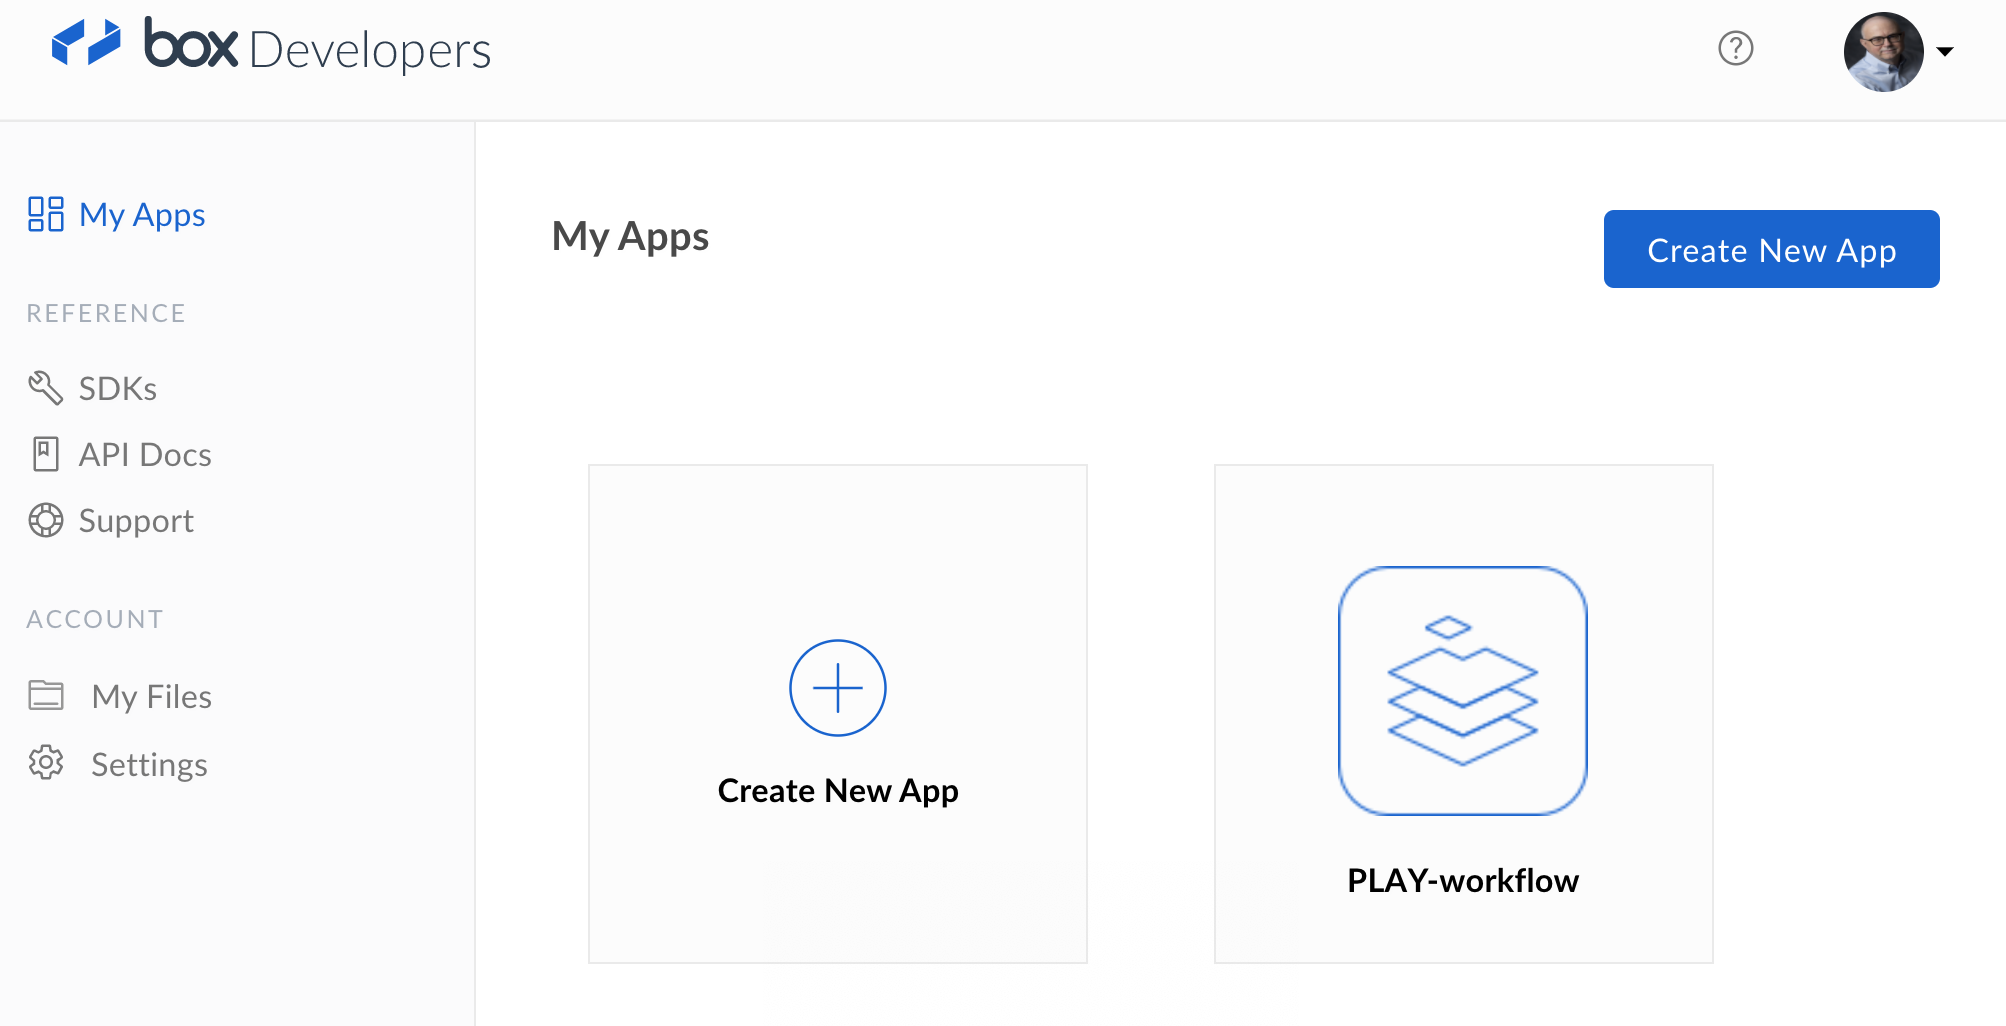 box Developers
My Apps
REFERENCE
SDKs
API Docs
Support
ACCOUNT
My Files
Settings
My Apps
Create New App
Create New App
PLAY-workflow